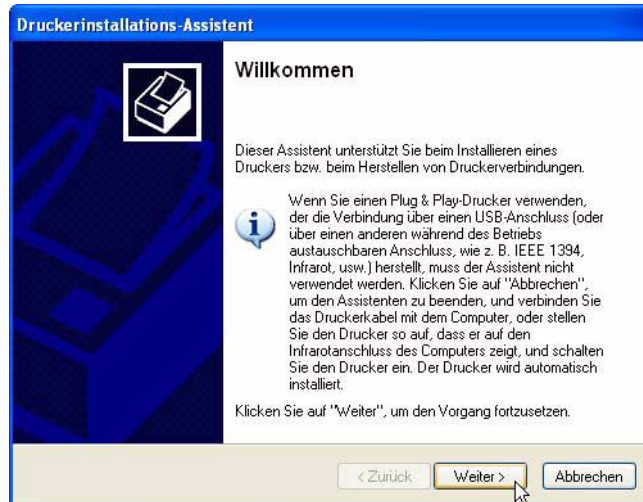 Druckerinstallations-Assistent
Willkommen
Dieser Assistent unterstützt Sie beim Installieren eines
Druckers bzw. beim Herstellen von Druckerverbindungen.
Wenn Sie einen Plug & Play-Drucker verwenden,
der die Verbindung über einen USB-Anschluss (oder
über einen anderen während des Betriebs
austauschbaren Anschluss, wie z. B. IEEE 1394,
Infrarot, usw.) herstellt, muss der Assistent nicht
verwendet werden. Klicken Sie auf "Abbrechen",
um den Assistenten zu beenden, und verbinden Sie
das Druckerkabel mit dem Computer, oder stellen
Sie den Drucker so auf, dass er auf den
Infrarotanschluss des Computers zeigt, und schalten
Sie den Drucker ein. Der Drucker wird automatisch
installiert.
Klicken Sie auf "Weiter", um den Vorgang fortzusetzen.
< Zurück Weiter > Abbrechen